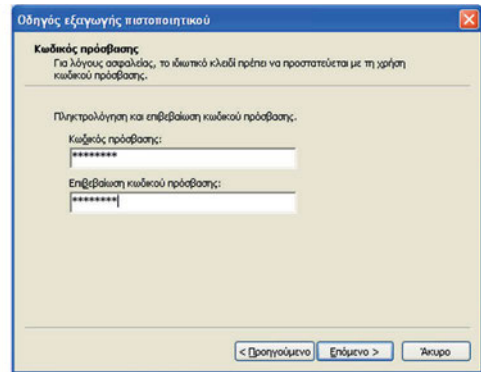 Οδηγός εξαγωγής πιστοποιητικού
Κωδικός πρόσβασης
Για λόγους ασφαλείας, το ιδιωτικό κλειδί πρέπει να προστατεύεται με τη χρήση
κωδικού πρόσβασης.
Πληκτρολόγηση και επιβεβαίωση κωδικού πρόσβασης.
Κωδικός πρόσβασης:
********
Επιβεβαίωση κωδικού πρόσβασης:
********
< Προηγούμενο Επόμενο > Άκυρο